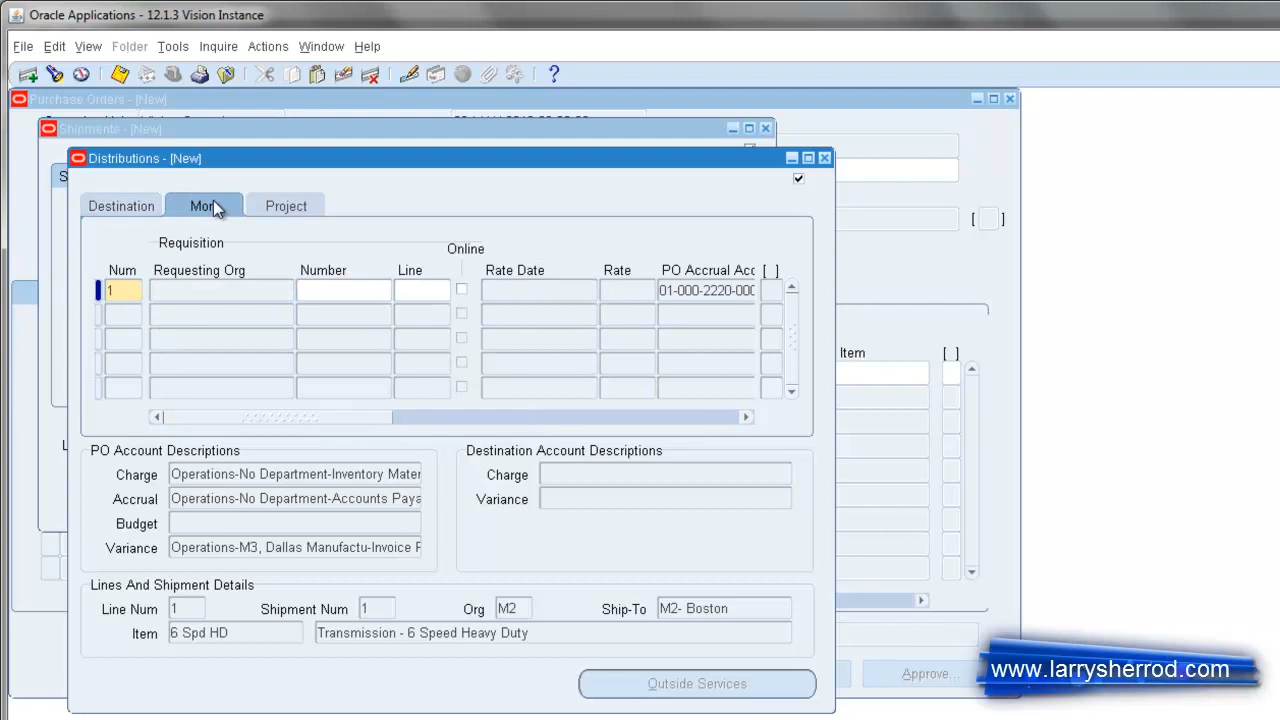 Oracle Applications - 12.1.3 Vision Instance
File Edit View Folder Tools Inquire Actions Window Help
Purchase Orders - [New]
Shipments - [New]
Distributions - [New]
Destination Mor Project
Requisition
Online
Num Requesting Org Number Line Rate Date Rate PO Accrual Acc [ ]
1 01-000-2220-000
[ ]
Item [ ]
PO Account Descriptions
Charge Operations-No Department-Inventory Mater
Accrual Operations-No Department-Accounts Paya
Budget
Variance Operations-M3, Dallas Manufactu-Invoice F
Destination Account Descriptions
Charge
Variance
Lines And Shipment Details
Line Num 1 Shipment Num 1 Org M2 Ship-To M2- Boston
Item 6 Spd HD Transmission - 6 Speed Heavy Duty
Outside Services
Approve...
www.larrysherrod.com